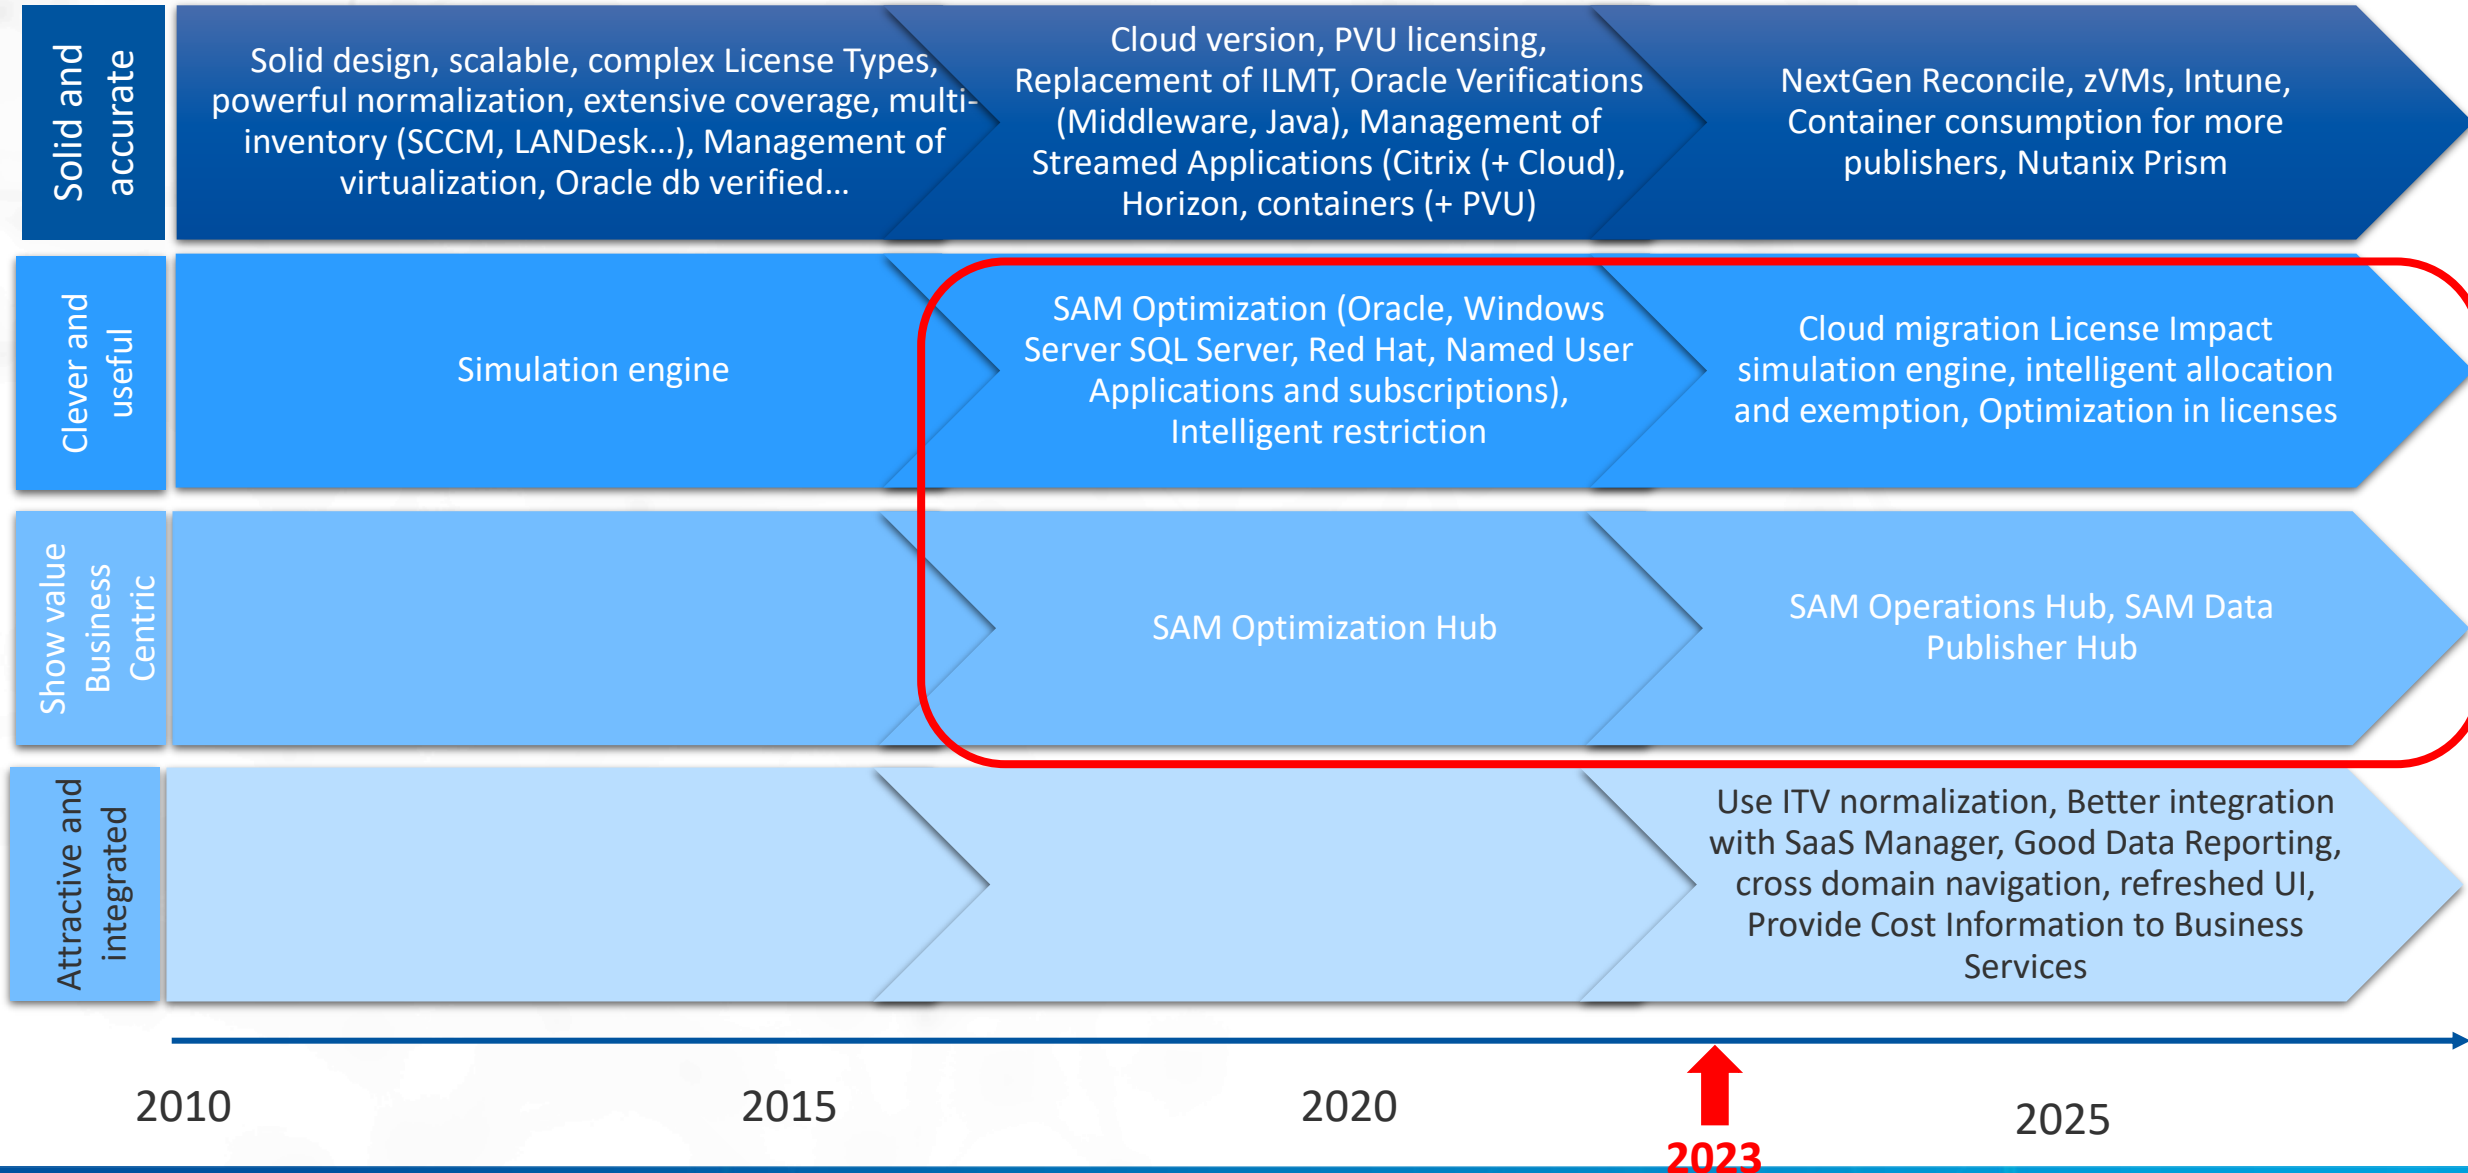 Solid and
accurate
Solid design, scalable, complex License Types,
powerful normalization, extensive coverage, multi-
inventory (SCCM, LANDesk…), Management of
virtualization, Oracle db verified…
Cloud version, PVU licensing,
Replacement of ILMT, Oracle Verifications
(Middleware, Java), Management of
Streamed Applications (Citrix (+ Cloud),
Horizon, containers (+ PVU)
NextGen Reconcile, zVMs, Intune,
Container consumption for more
publishers, Nutanix Prism
Clever and
useful
Simulation engine
SAM Optimization (Oracle, Windows
Server SQL Server, Red Hat, Named User
Applications and subscriptions),
Intelligent restriction
Cloud migration License Impact
simulation engine, intelligent allocation
and exemption, Optimization in licenses
Show value
Business
Centric
SAM Optimization Hub
SAM Operations Hub, SAM Data
Publisher Hub
Attractive and
integrated
Use ITV normalization, Better integration
with SaaS Manager, Good Data Reporting,
cross domain navigation, refreshed UI,
Provide Cost Information to Business
Services
2010
2015
2020
2025
2023